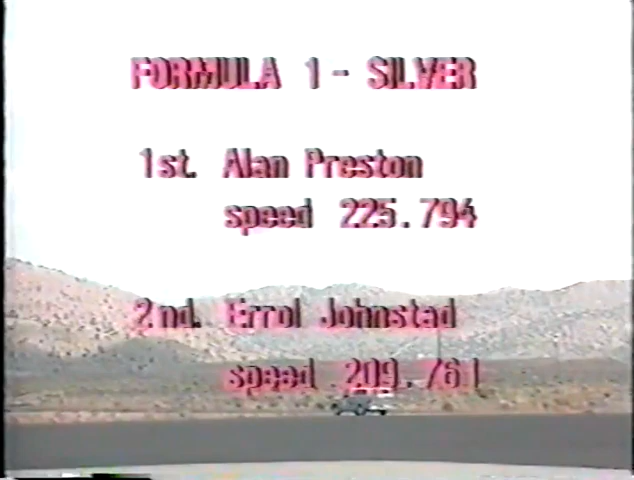 FORMULA 1 - SILVER
1st. Alan Preston
speed 225.794
2nd. Errol Johnstad
speed 209.761